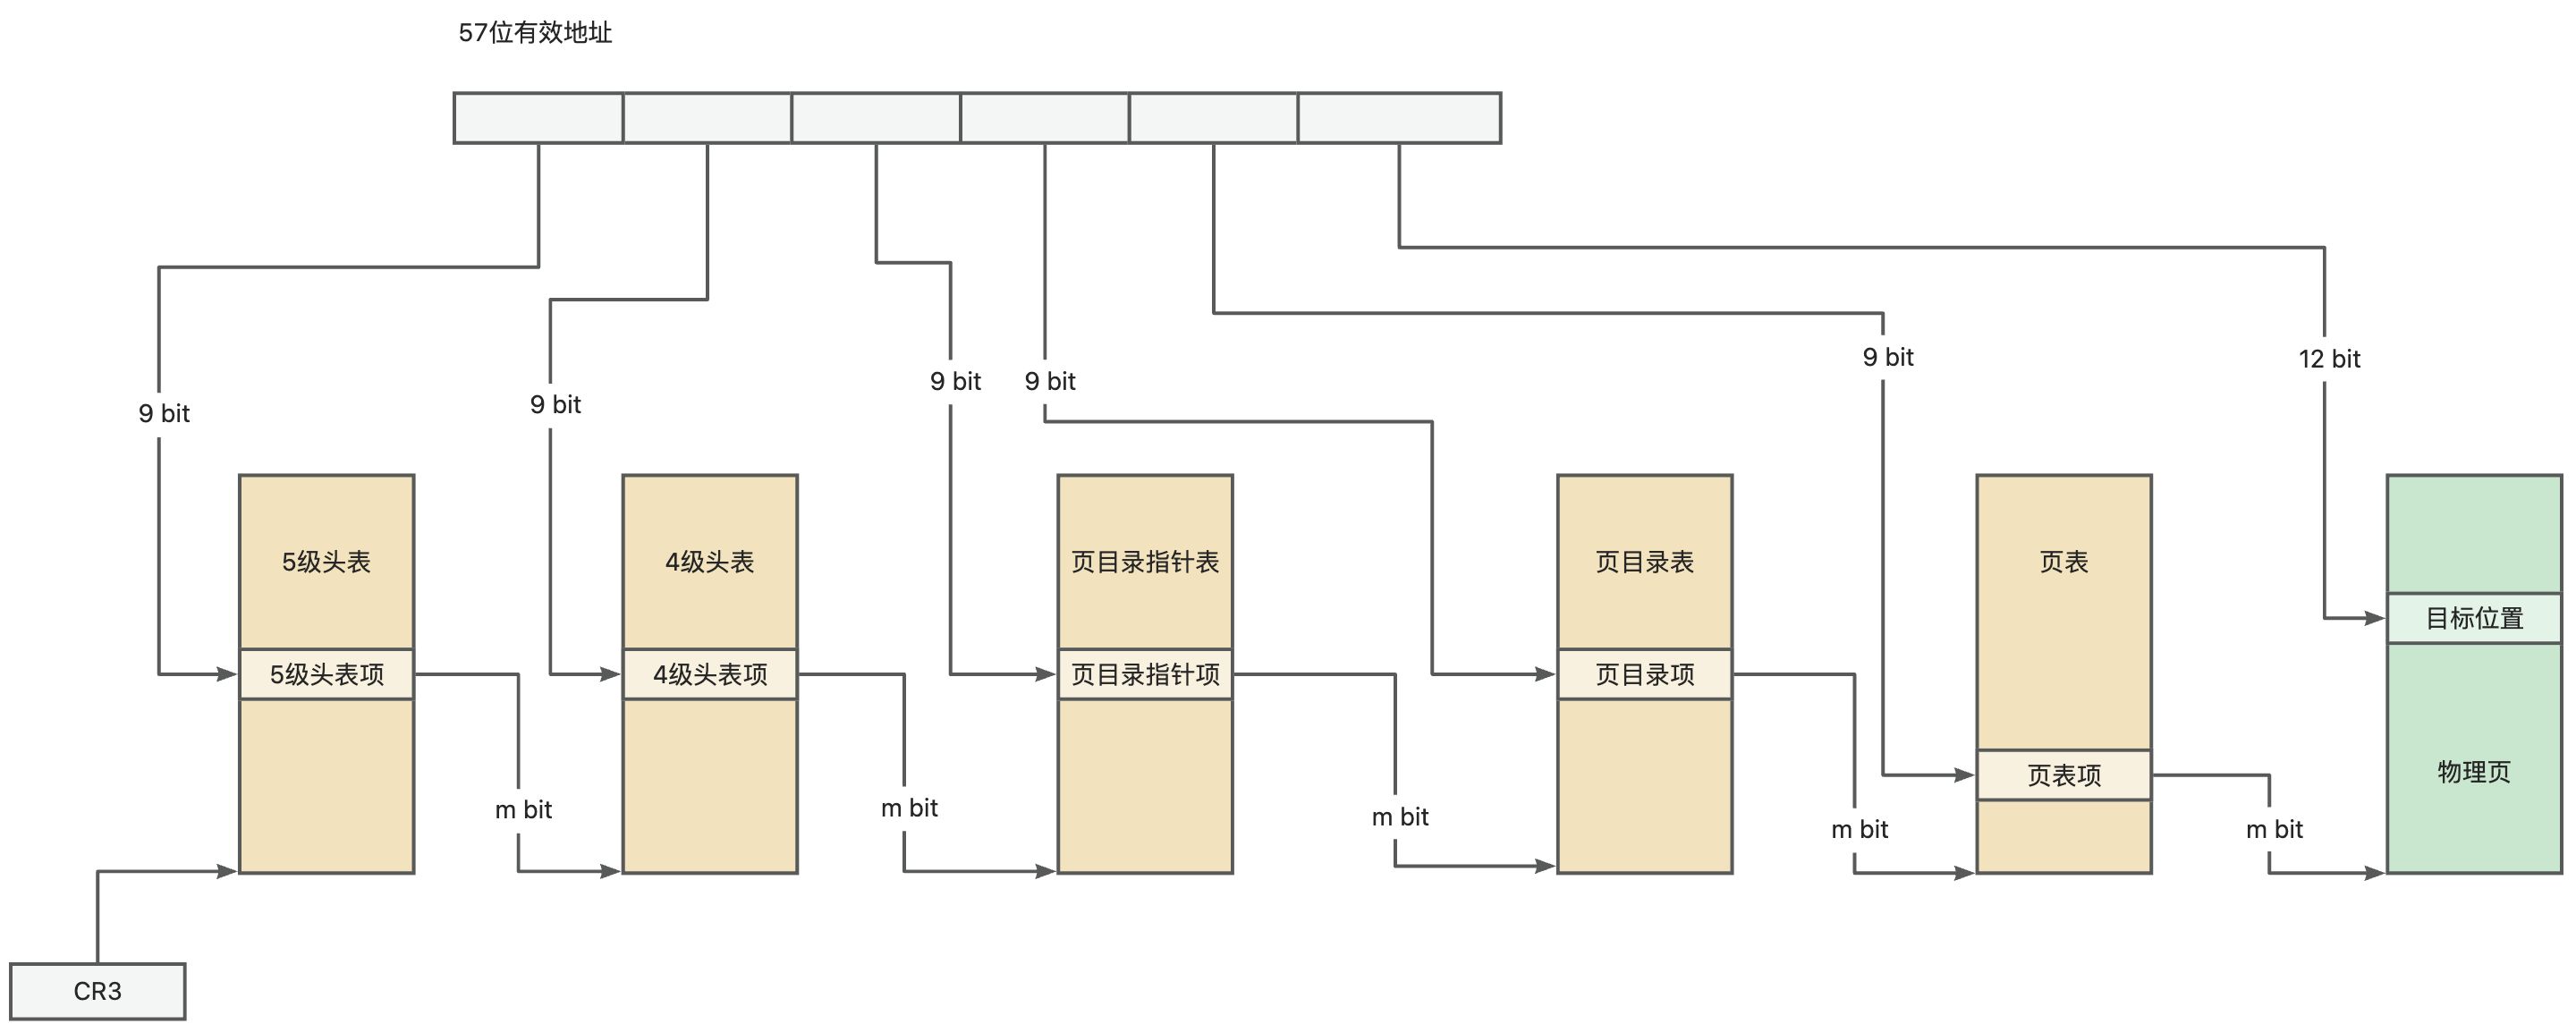 57位有效地址
9 bit
9 bit
9 bit
9 bit
9 bit
12 bit
5级头表
4级头表
页目录指针表
页目录表
页表
目标位置
5级头表项
4级头表项
页目录指针项
页目录项
页表项
物理页
m bit
m bit
m bit
m bit
m bit
CR3